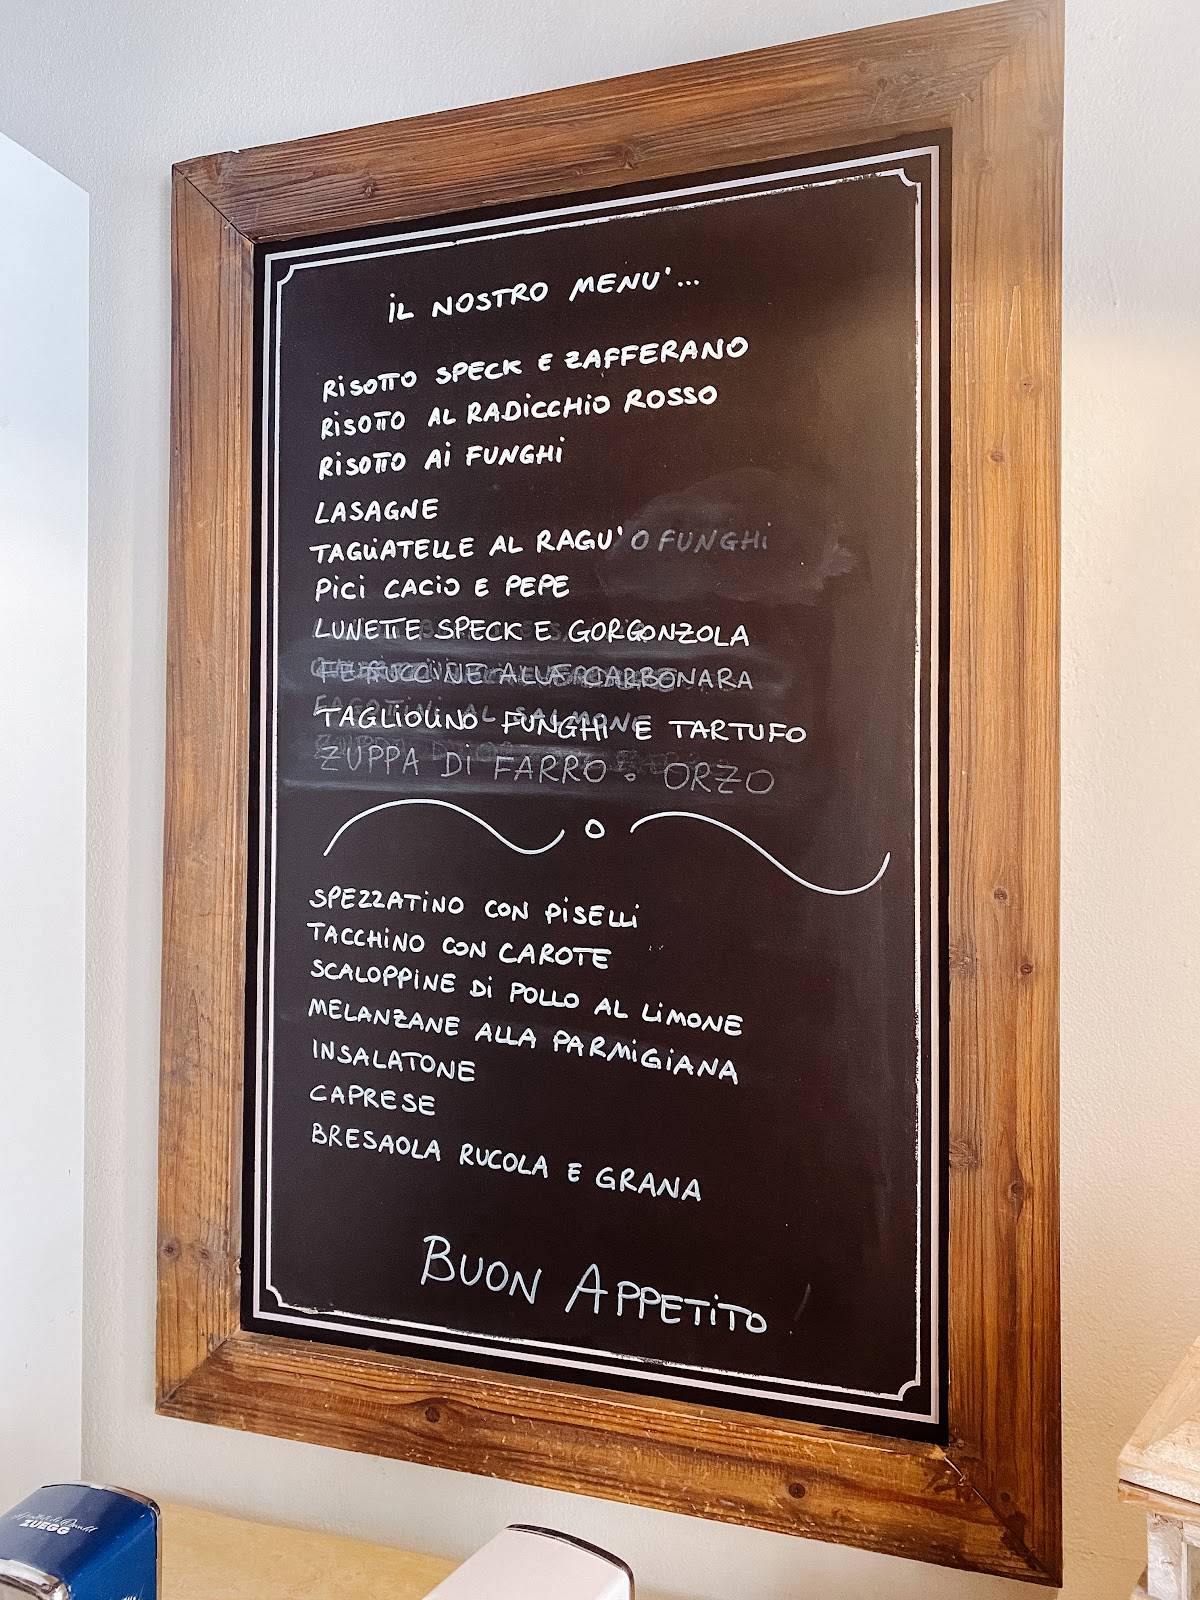 iL NOSTRO MENU'...
RiSOTTO SPECK E ZAFFERANO
RiSOTTO AL RADICCHiO ROSSO
RiSOTTO Ai FUNGHi
LASAGNE
TAGLiATELLE AL RAGU' O FUNGHi
PiCi CACiO E PEPE
LUNETTE SPECK E GORGONZOLA
FETTUCCINE ALLA CARBONARA
TAGLIOLINO FUNGHI E TARTUFO
ZUPPA Di FARRO o ORZO
SPEZZATiNO CON PiSELLi
TACCHiNO CON CAROTE
SCALOPPINE Di POLLO AL LiMONE
MELANZANE ALLA PARMiGiANA
INSALATONE
CAPRESE
BRESAOLA RUCOLA E GRANA
BUON APPETiTO!
ZUEGG